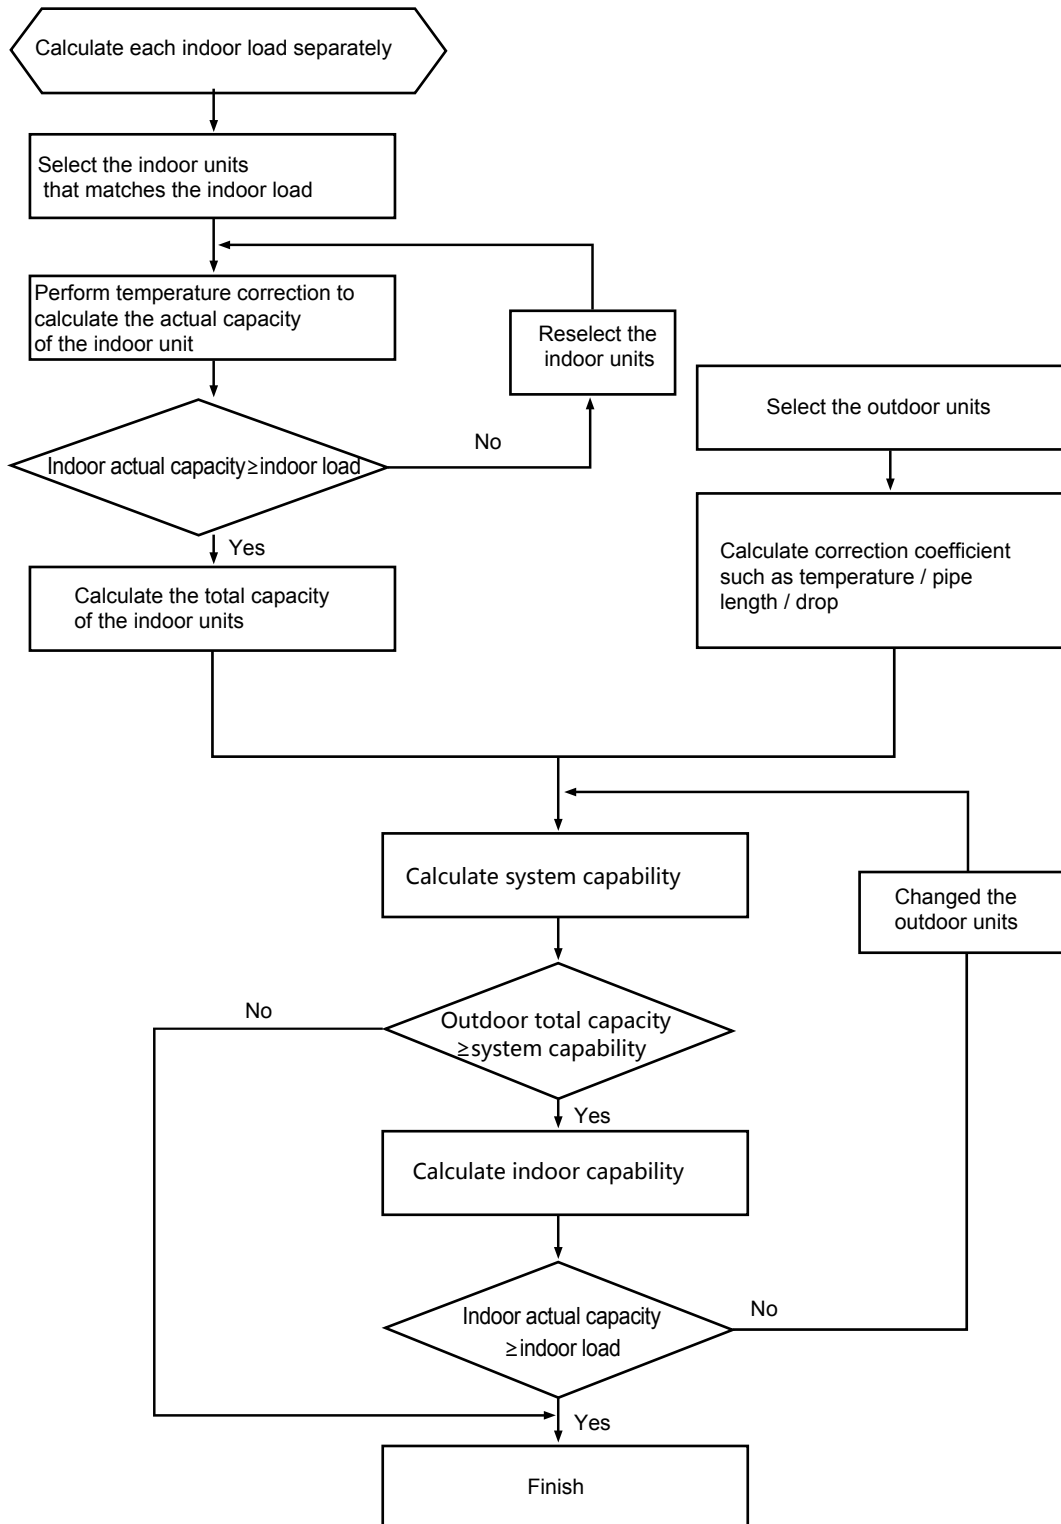 Calculate each indoor load separately
Select the indoor units
that matches the indoor load
Perform temperature correction to
calculate the actual capacity
of the indoor unit
Reselect the
indoor units
Select the outdoor units
No
Indoor actual capacity≥indoor load
Yes
Calculate correction coefficient
such as temperature / pipe
length / drop
Calculate the total capacity
of the indoor units
Calculate system capability
Changed the
outdoor units
No
Outdoor total capacity
≥system capability
Yes
Calculate indoor capability
Indoor actual capacity
≥indoor load
No
Yes
Finish